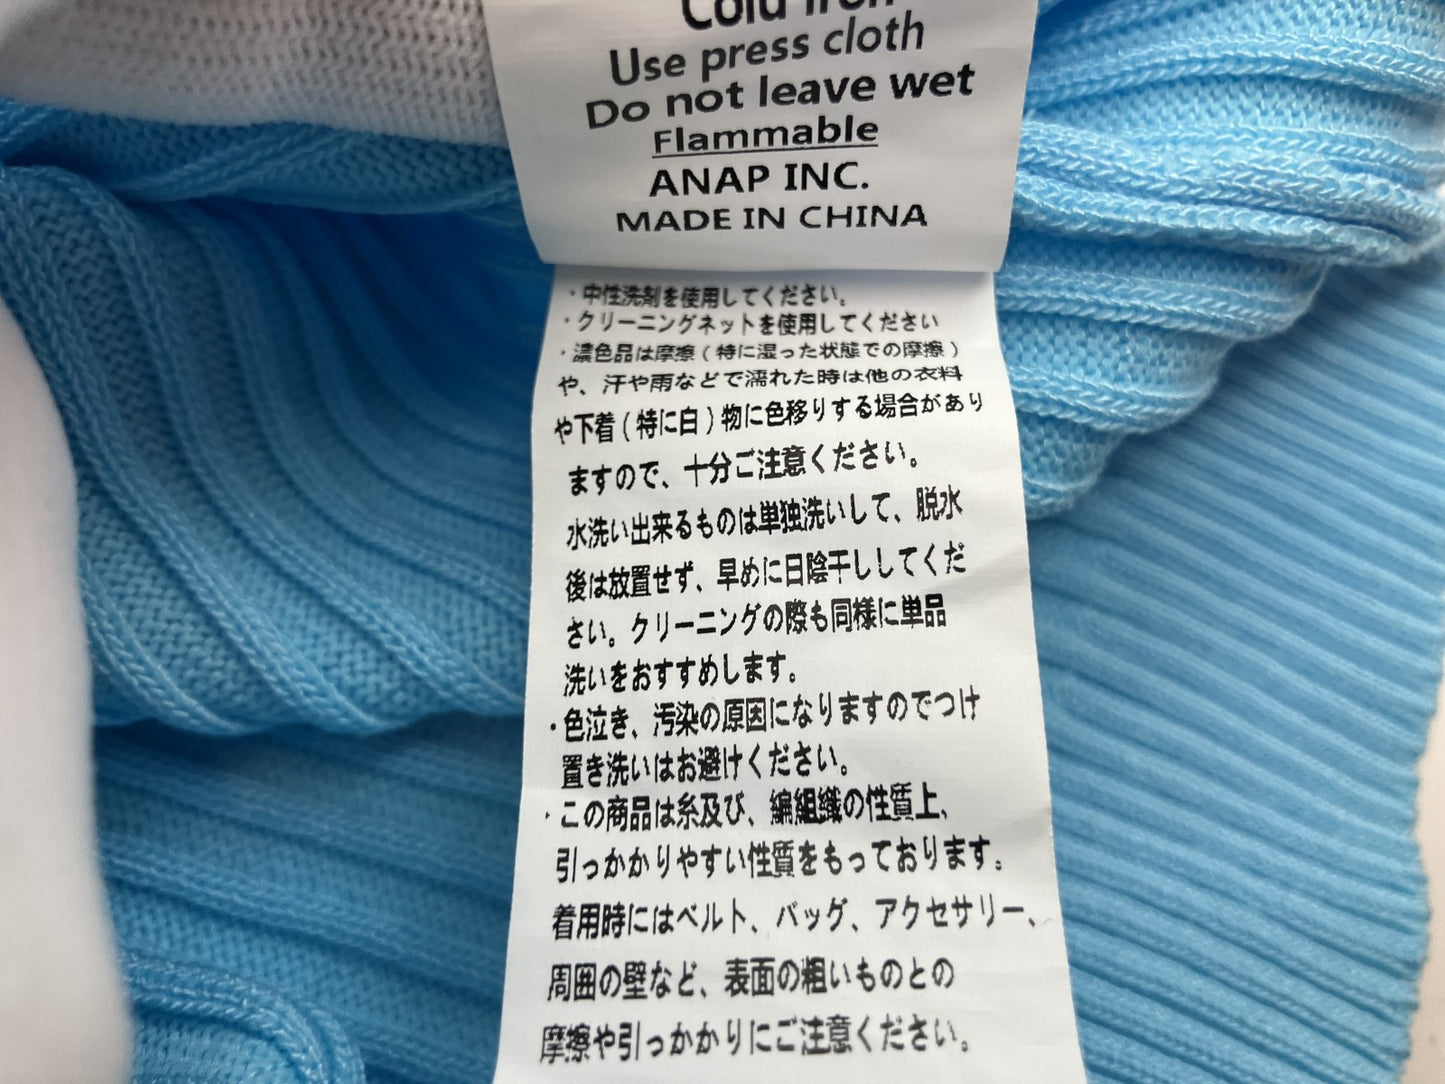 Cold iron
Use press cloth
Do not leave wet
Flammable
ANAP INC.
MADE IN CHINA
・中性洗剤を使用してください。
・クリーニングネットを使用してください
・濃色品は摩擦(特に湿った状態での摩擦)
や、汗や雨などで濡れた時は他の衣料
や下着(特に白)物に色移りする場合があり
ますので、十分ご注意ください。
水洗い出来るものは単独洗いして、脱水
後は放置せず、早めに日陰干ししてくだ
さい。クリーニングの際も同様に単品
洗いをおすすめします。
・色泣き、汚染の原因になりますのでつけ
置き洗いはお避けください。
・この商品は糸及び、編組織の性質上、
引っかかりやすい性質をもっております。
着用時にはベルト、バッグ、アクセサリー、
周囲の壁など、表面の粗いものとの
摩擦や引っかかりにご注意ください。